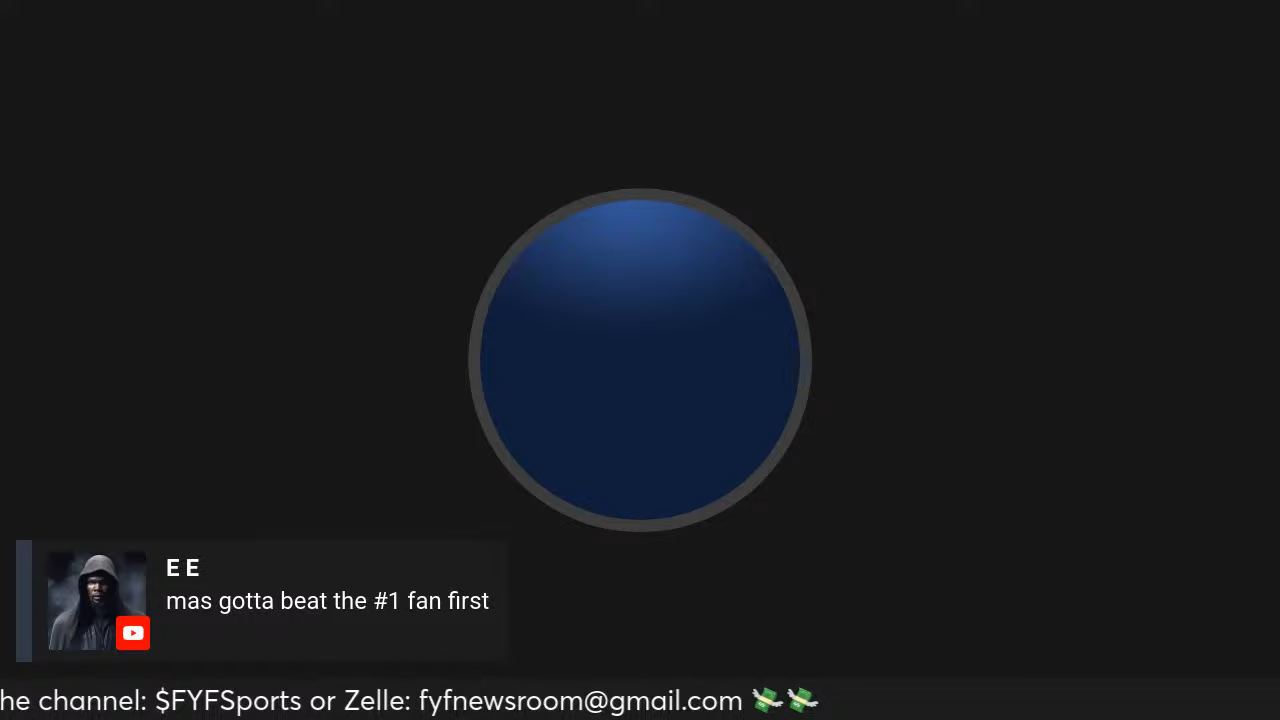 E E
mas gotta beat the #1 fan first
he channel: $FYFSports or Zelle: fyfnewsroom@gmail.com 💸💸